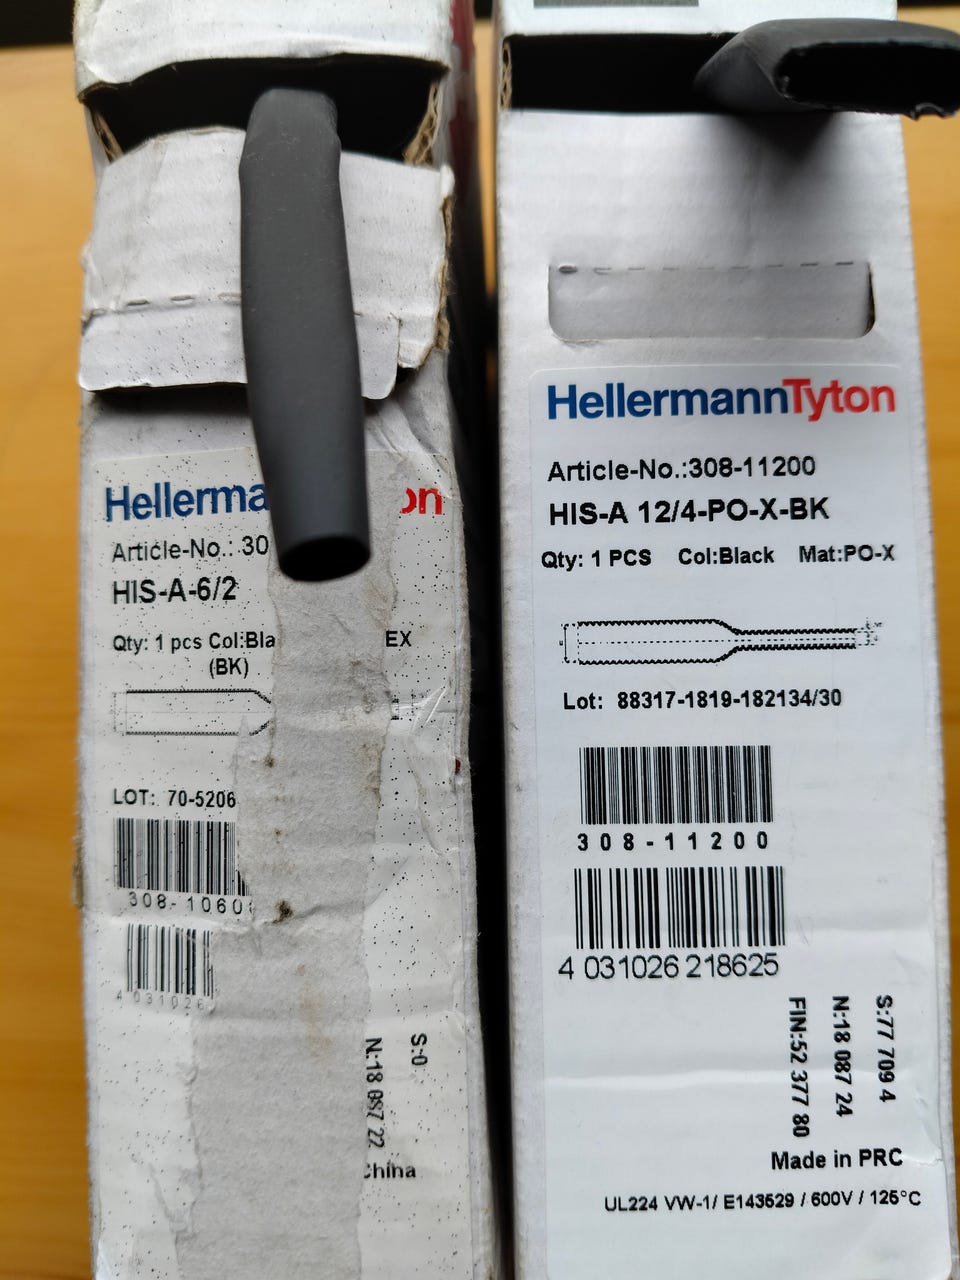 Hellerma
on
Article-No.: 30
HIS-A-6/2
Qty: 1 pcs Col:Bla
EX
(BK)
LOT: 70-5206
308-1060
4 031026
S:0
N:18 087 22
China
HellermannTyton
Article-No.:308-11200
HIS-A 12/4-PO-X-BK
Qty: 1 PCS Col:Black Mat:PO-X
Lot: 88317-1819-182134/30
308-11200
4 031026 218625
S:77 709 4
N:18 087 24
FIN:52 377 80
Made in PRC
UL224 VW-1/ E143529 / 600V / 125°C